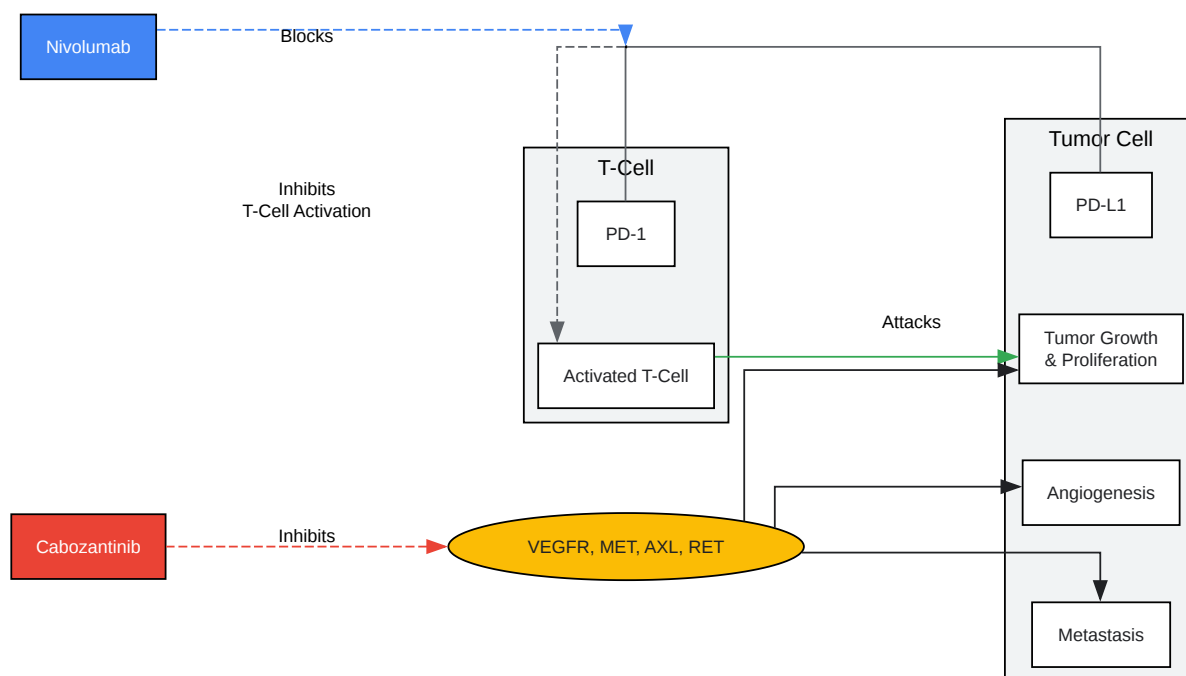 Nivolumab
Blocks
Tumor Cell
T-Cell
Inhibits
T-Cell Activation
PD-L1
PD-1
Attacks
Tumor Growth
& Proliferation
Activated T-Cell
Angiogenesis
Inhibits
Cabozantinib
VEGFR, MET, AXL, RET
Metastasis